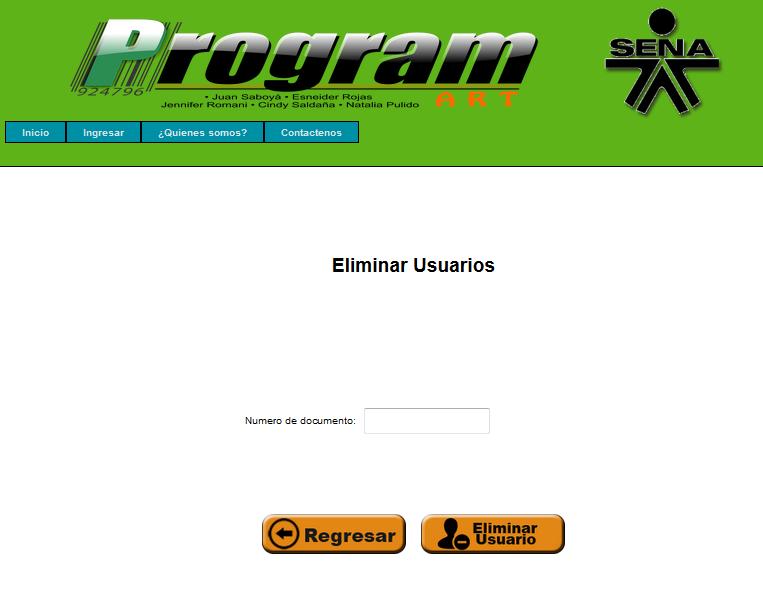 Program
SENA
924796
• Juan Saboyá • Esneider Rojas
Jennifer Romani • Cindy Saldaña • Natalia Pulido
ART
Inicio
Ingresar
¿Quienes somos?
Contactenos
Eliminar Usuarios
Numero de documento:
Regresar
Eliminar
Usuario